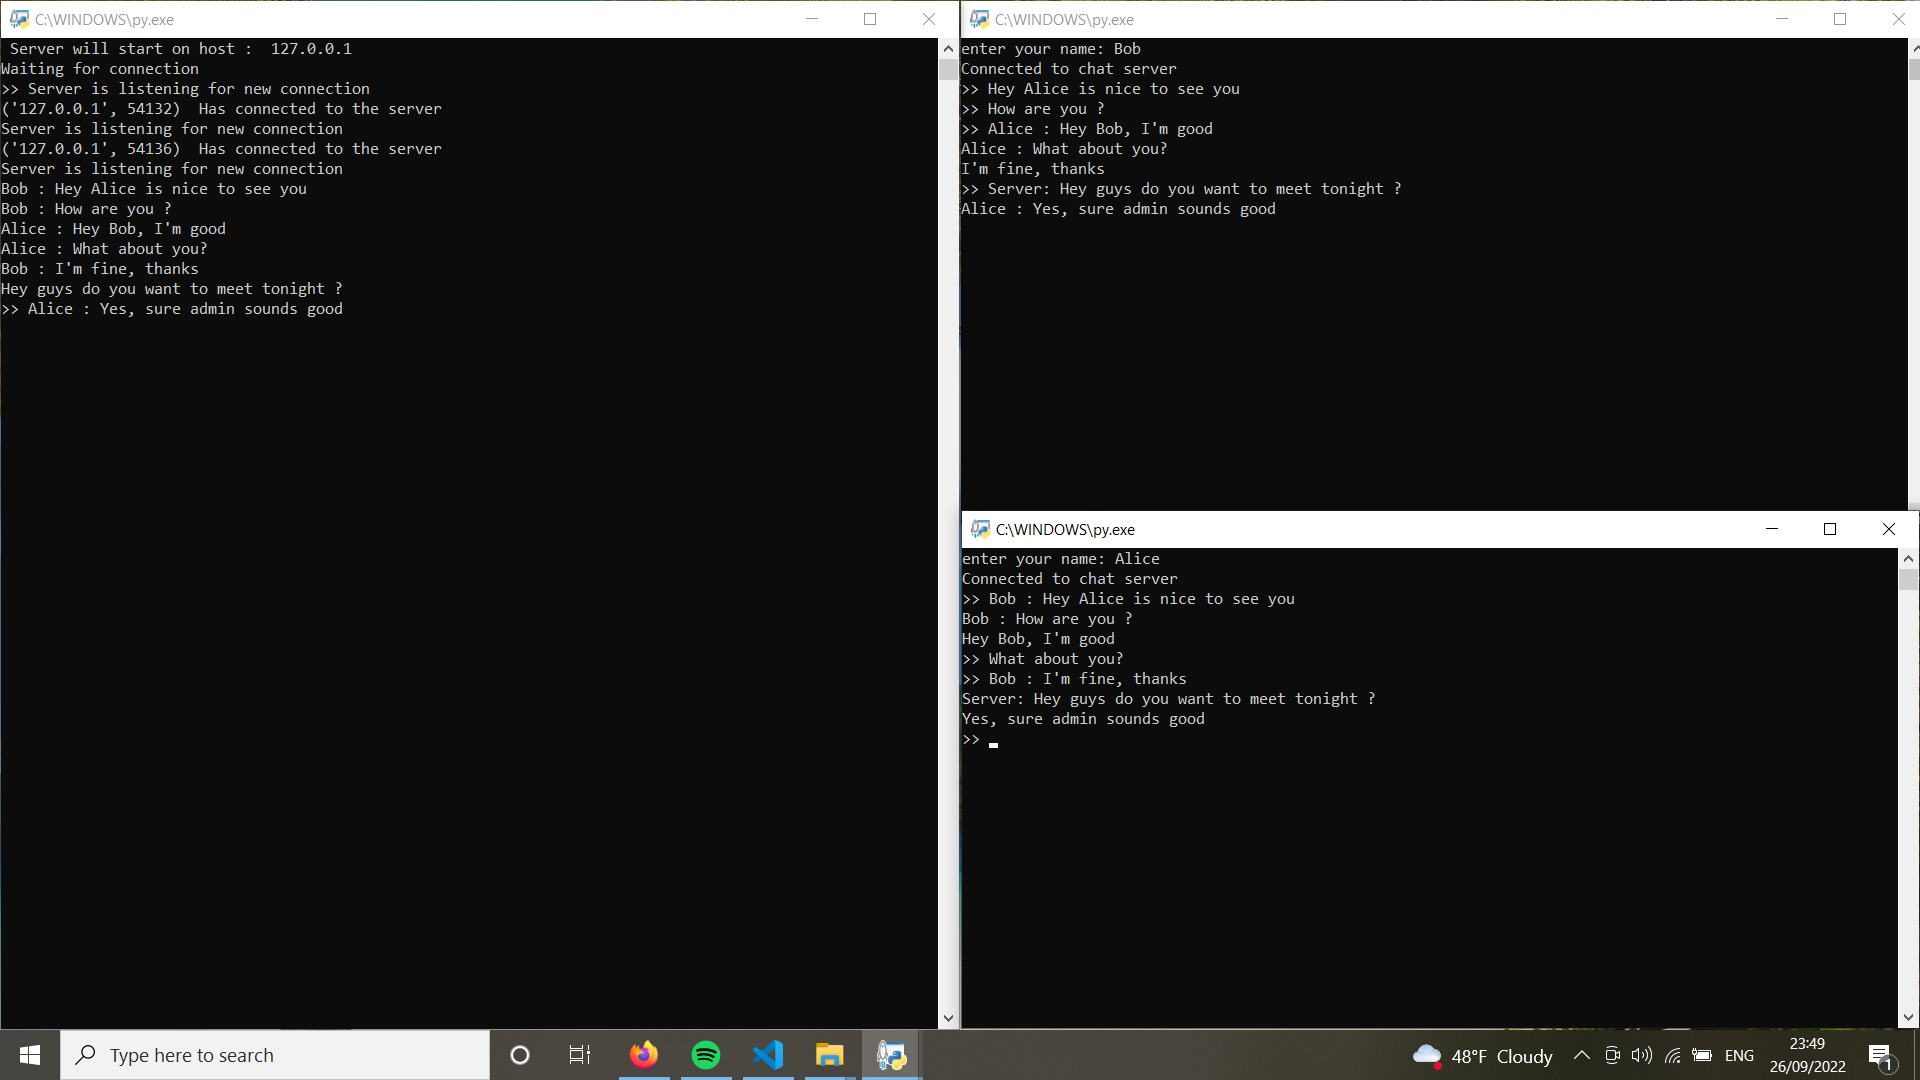 C:\WINDOWS\py.exe
 Server will start on host :  127.0.0.1
Waiting for connection
>> Server is listening for new connection
('127.0.0.1', 54132)  Has connected to the server
Server is listening for new connection
('127.0.0.1', 54136)  Has connected to the server
Server is listening for new connection
Bob : Hey Alice is nice to see you
Bob : How are you ?
Alice : Hey Bob, I'm good
Alice : What about you?
Bob : I'm fine, thanks
Hey guys do you want to meet tonight ?
>> Alice : Yes, sure admin sounds good
C:\WINDOWS\py.exe
enter your name: Bob
Connected to chat server
>> Hey Alice is nice to see you
>> How are you ?
>> Alice : Hey Bob, I'm good
Alice : What about you?
I'm fine, thanks
>> Server: Hey guys do you want to meet tonight ?
Alice : Yes, sure admin sounds good
C:\WINDOWS\py.exe
enter your name: Alice
Connected to chat server
>> Bob : Hey Alice is nice to see you
Bob : How are you ?
Hey Bob, I'm good
>> What about you?
>> Bob : I'm fine, thanks
Server: Hey guys do you want to meet tonight ?
Yes, sure admin sounds good
>>
Type here to search
48°F Cloudy
ENG
23:49
26/09/2022
1